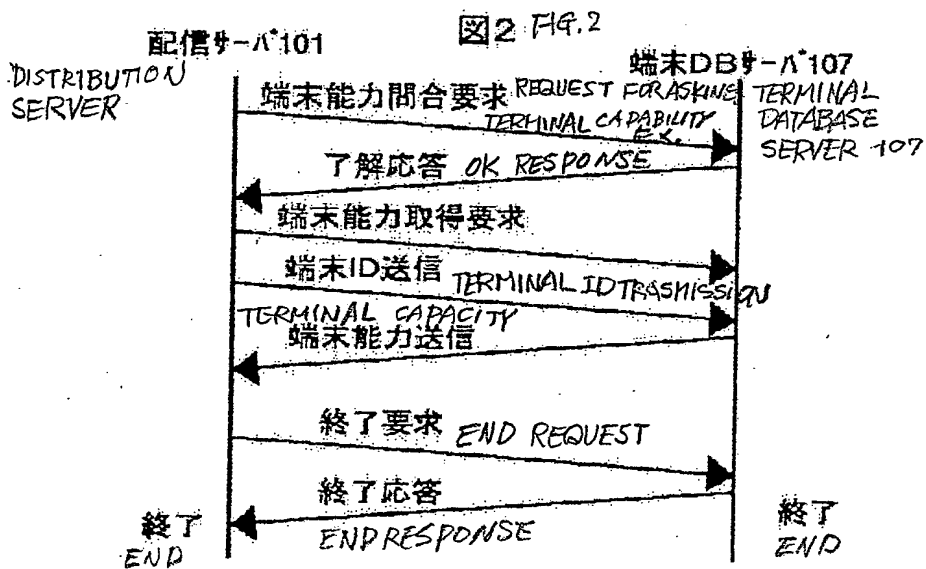 図2 FIG.2
配信サーバ101
DISTRIBUTION
SERVER
端末DBサーバ107
TERMINAL
DATABASE
SERVER 107
端末能力問合要求 REQUEST FOR ASKING
TERMINAL CAPABILITY
了解応答 OK RESPONSE
端末能力取得要求
端末ID送信 TERMINAL ID TRASMISSION
TERMINAL CAPACITY
端末能力送信
終了要求 END REQUEST
終了応答
END RESPONSE
終了
END
終了
END